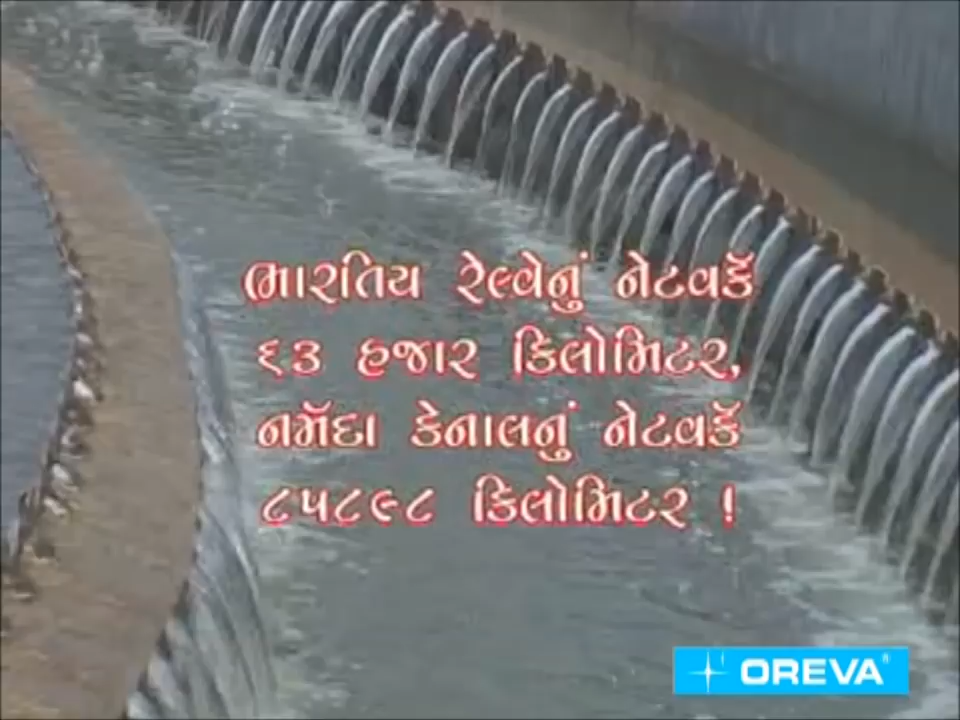 ભારતિય રેલ્વેનું નેટવર્ક
૬૩ હજાર કિલોમિટર,
નર્મદા કેનાલનું નેટવર્ક
૮૫૮૯૮ કિલોમિટર !
OREVA®